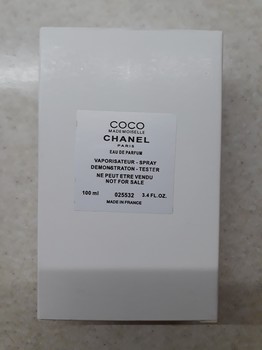 COCO
MADEMOISELLE
CHANEL
PARIS
EAU DE PARFUM
VAPORISATEUR - SPRAY
DEMONSTRATON - TESTER
NE PEUT ETRE VENDU
NOT FOR SALE
100 ml 025532 3.4 FL.OZ.
MADE IN FRANCE